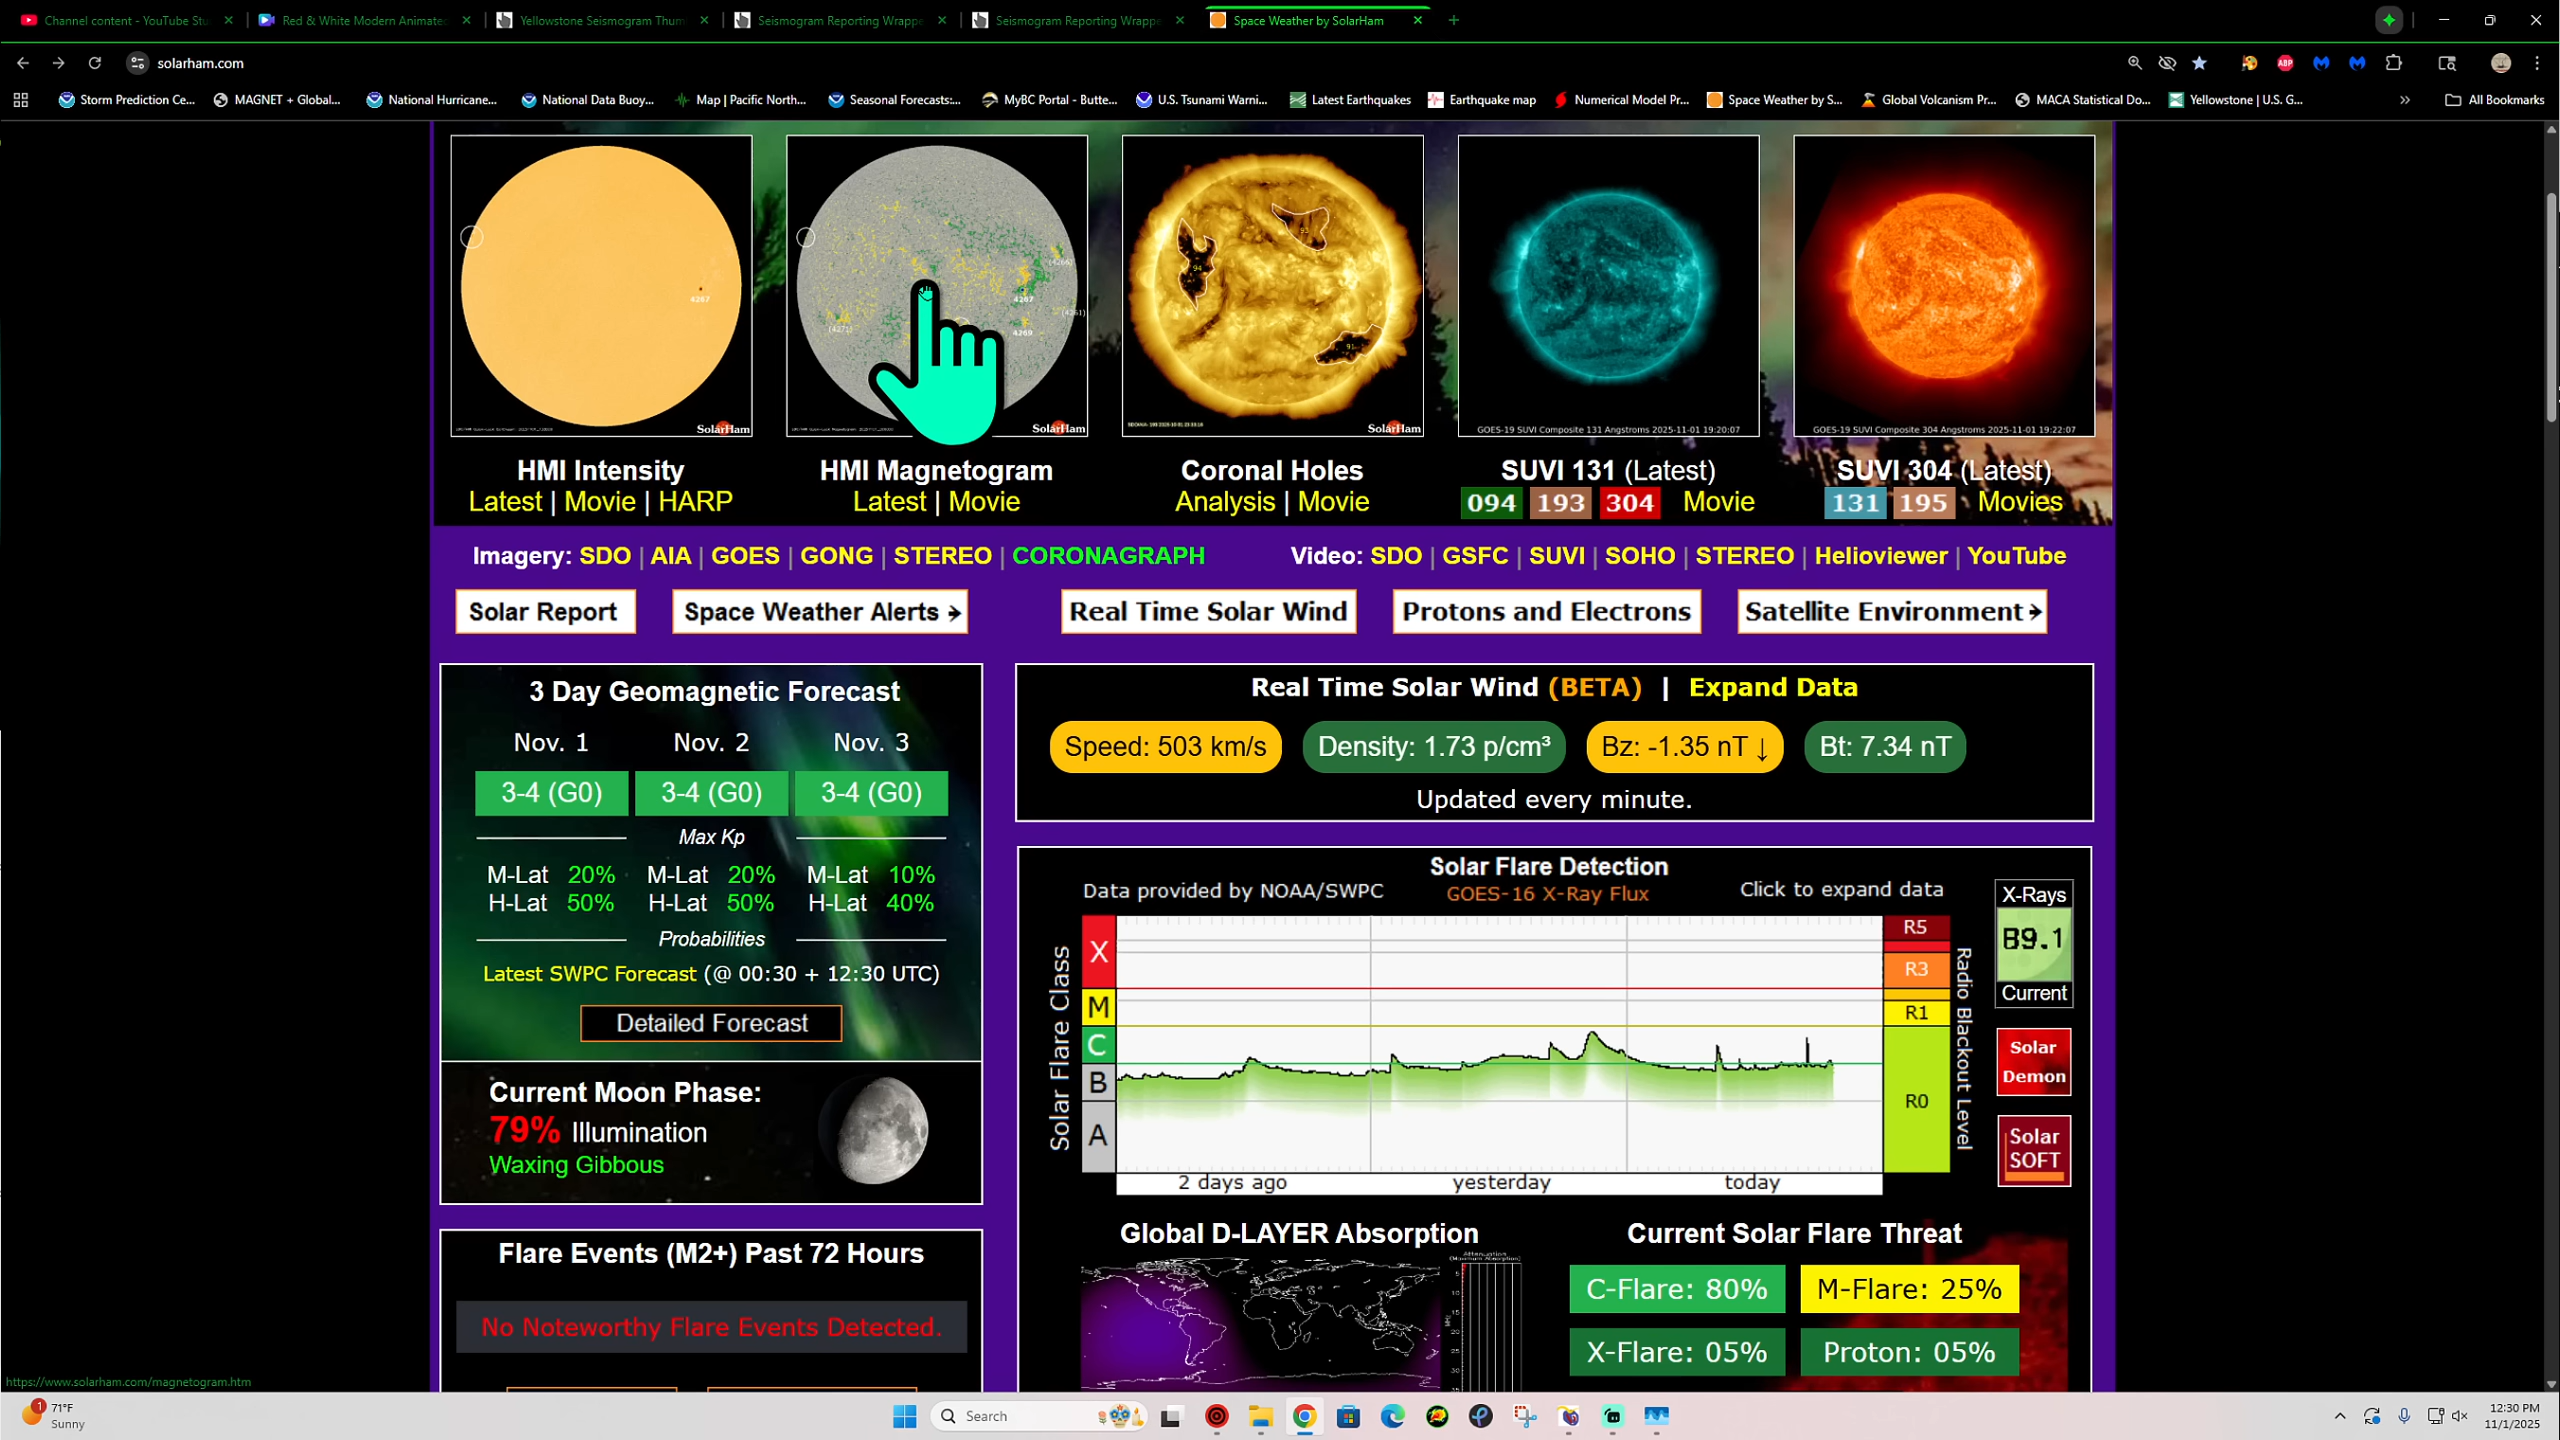 Channel content - YouTube Stu
Red & White Modern Animated
Yellowstone Seismogram Thum
Seismogram Reporting Wrappe
Seismogram Reporting Wrappe
Space Weather by SolarHam
solarham.com
Storm Prediction Ce...
MAGNET + Global...
National Hurricane...
National Data Buoy...
Map | Pacific North...
Seasonal Forecasts:...
MyBC Portal - Butte...
U.S. Tsunami Warni...
Latest Earthquakes
Earthquake map
Numerical Model Pr...
Space Weather by S...
Global Volcanism Pr...
MACA Statistical Do...
Yellowstone | U.S. G...
All Bookmarks
4267
SolarHam
(4266)
4267
(4261)
(4271)
4269
SolarHam
93
94
91
SolarHam
GOES-19 SUVI Composite 131 Angstroms 2025-11-01 19:20:07
GOES-19 SUVI Composite 304 Angstroms 2025-11-01 19:22:07
HMI Intensity
Latest | Movie | HARP
HMI Magnetogram
Latest | Movie
Coronal Holes
Analysis | Movie
SUVI 131 (Latest)
094 193 304 Movie
SUVI 304 (Latest)
131 195 Movies
Imagery: SDO | AIA | GOES | GONG | STEREO | CORONAGRAPH
Video: SDO | GSFC | SUVI | SOHO | STEREO | Helioviewer | YouTube
Solar Report
Space Weather Alerts
Real Time Solar Wind
Protons and Electrons
Satellite Environment
3 Day Geomagnetic Forecast
Nov. 1 Nov. 2 Nov. 3
3-4 (G0) 3-4 (G0) 3-4 (G0)
Max Kp
M-Lat 20% M-Lat 20% M-Lat 10%
H-Lat 50% H-Lat 50% H-Lat 40%
Probabilities
Latest SWPC Forecast (@ 00:30 + 12:30 UTC)
Detailed Forecast
Current Moon Phase:
79% Illumination
Waxing Gibbous
Flare Events (M2+) Past 72 Hours
No Noteworthy Flare Events Detected.
Real Time Solar Wind (BETA) | Expand Data
Speed: 503 km/s
Density: 1.73 p/cm³
Bz: -1.35 nT ↓
Bt: 7.34 nT
Updated every minute.
Solar Flare Detection
Data provided by NOAA/SWPC
GOES-16 X-Ray Flux
Click to expand data
Solar Flare Class
X
M
C
B
A
R5
R3
R1
R0
Radio Blackout Level
2 days ago
yesterday
today
X-Rays
B9.1
Current
Solar
Demon
Solar
SOFT
Global D-LAYER Absorption
Current Solar Flare Threat
C-Flare: 80%
M-Flare: 25%
X-Flare: 05%
Proton: 05%
https://www.solarham.com/magnetogram.htm
1
71°F
Sunny
Search
12:30 PM
11/1/2025